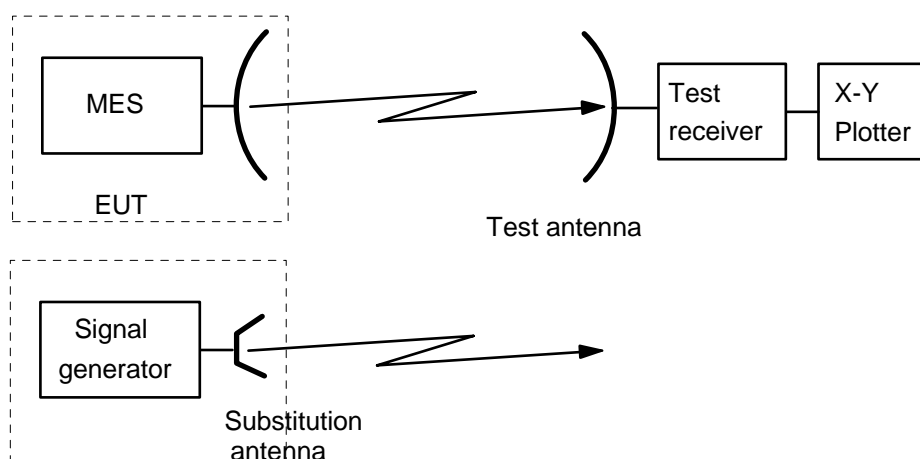 MES
EUT
Test
receiver
X-Y
Plotter
Test antenna
Signal
generator
Substitution
antenna